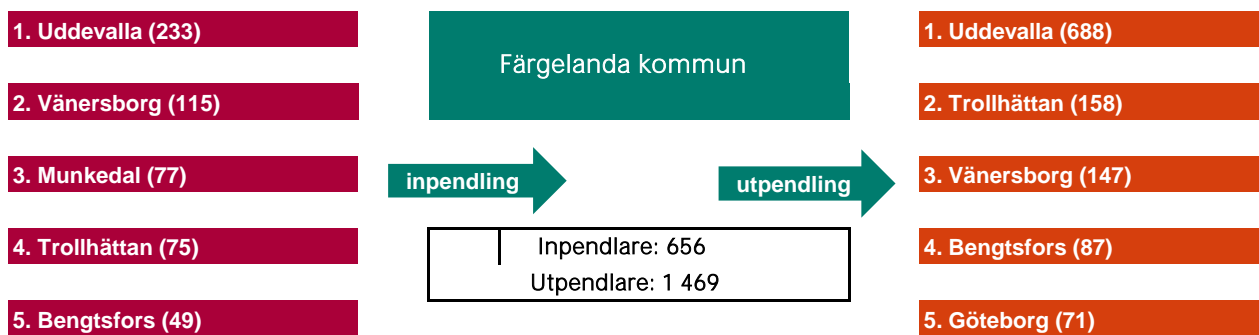 1. Uddevalla (233)
2. Vänersborg (115)
3. Munkedal (77)
4. Trollhättan (75)
5. Bengtsfors (49)
Färgelanda kommun
inpendling
utpendling
Inpendlare: 656
Utpendlare: 1 469
1. Uddevalla (688)
2. Trollhättan (158)
3. Vänersborg (147)
4. Bengtsfors (87)
5. Göteborg (71)